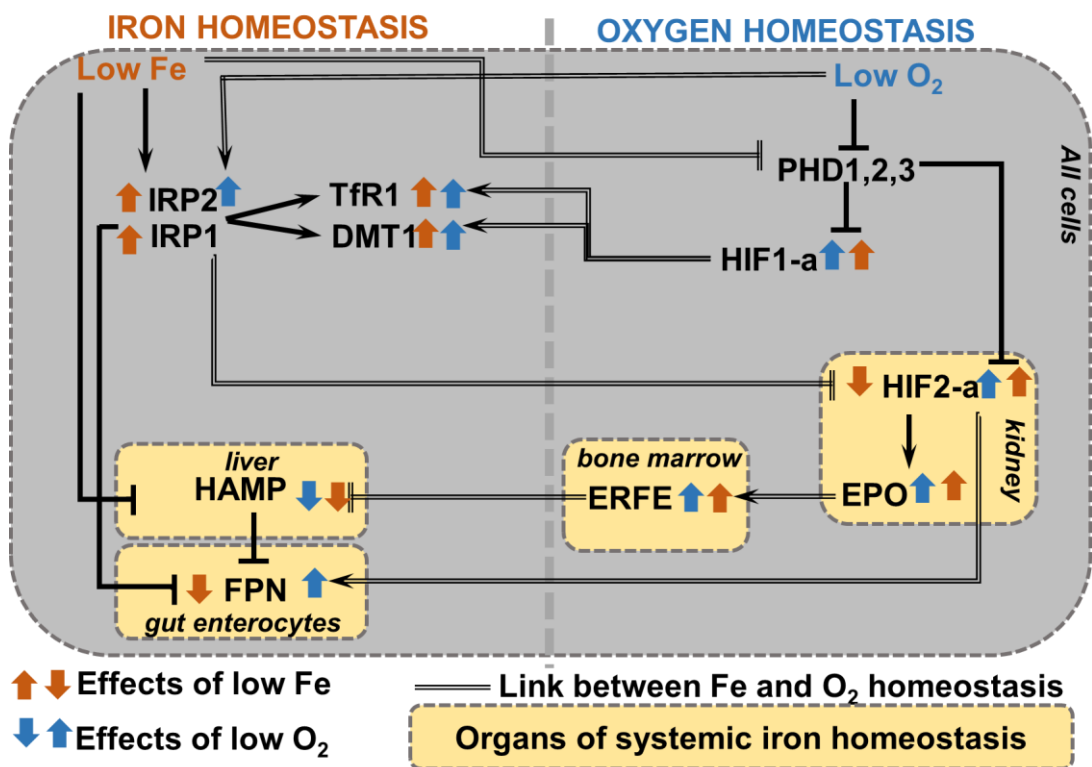 IRON HOMEOSTASIS
OXYGEN HOMEOSTASIS
Low Fe
Low O₂
All cells
IRP2
IRP1
TfR1
DMT1
PHD1,2,3
HIF1-a
HIF2-a
kidney
EPO
liver
HAMP
bone marrow
ERFE
FPN
gut enterocytes
Effects of low Fe
Link between Fe and O₂ homeostasis
Effects of low O₂
Organs of systemic iron homeostasis